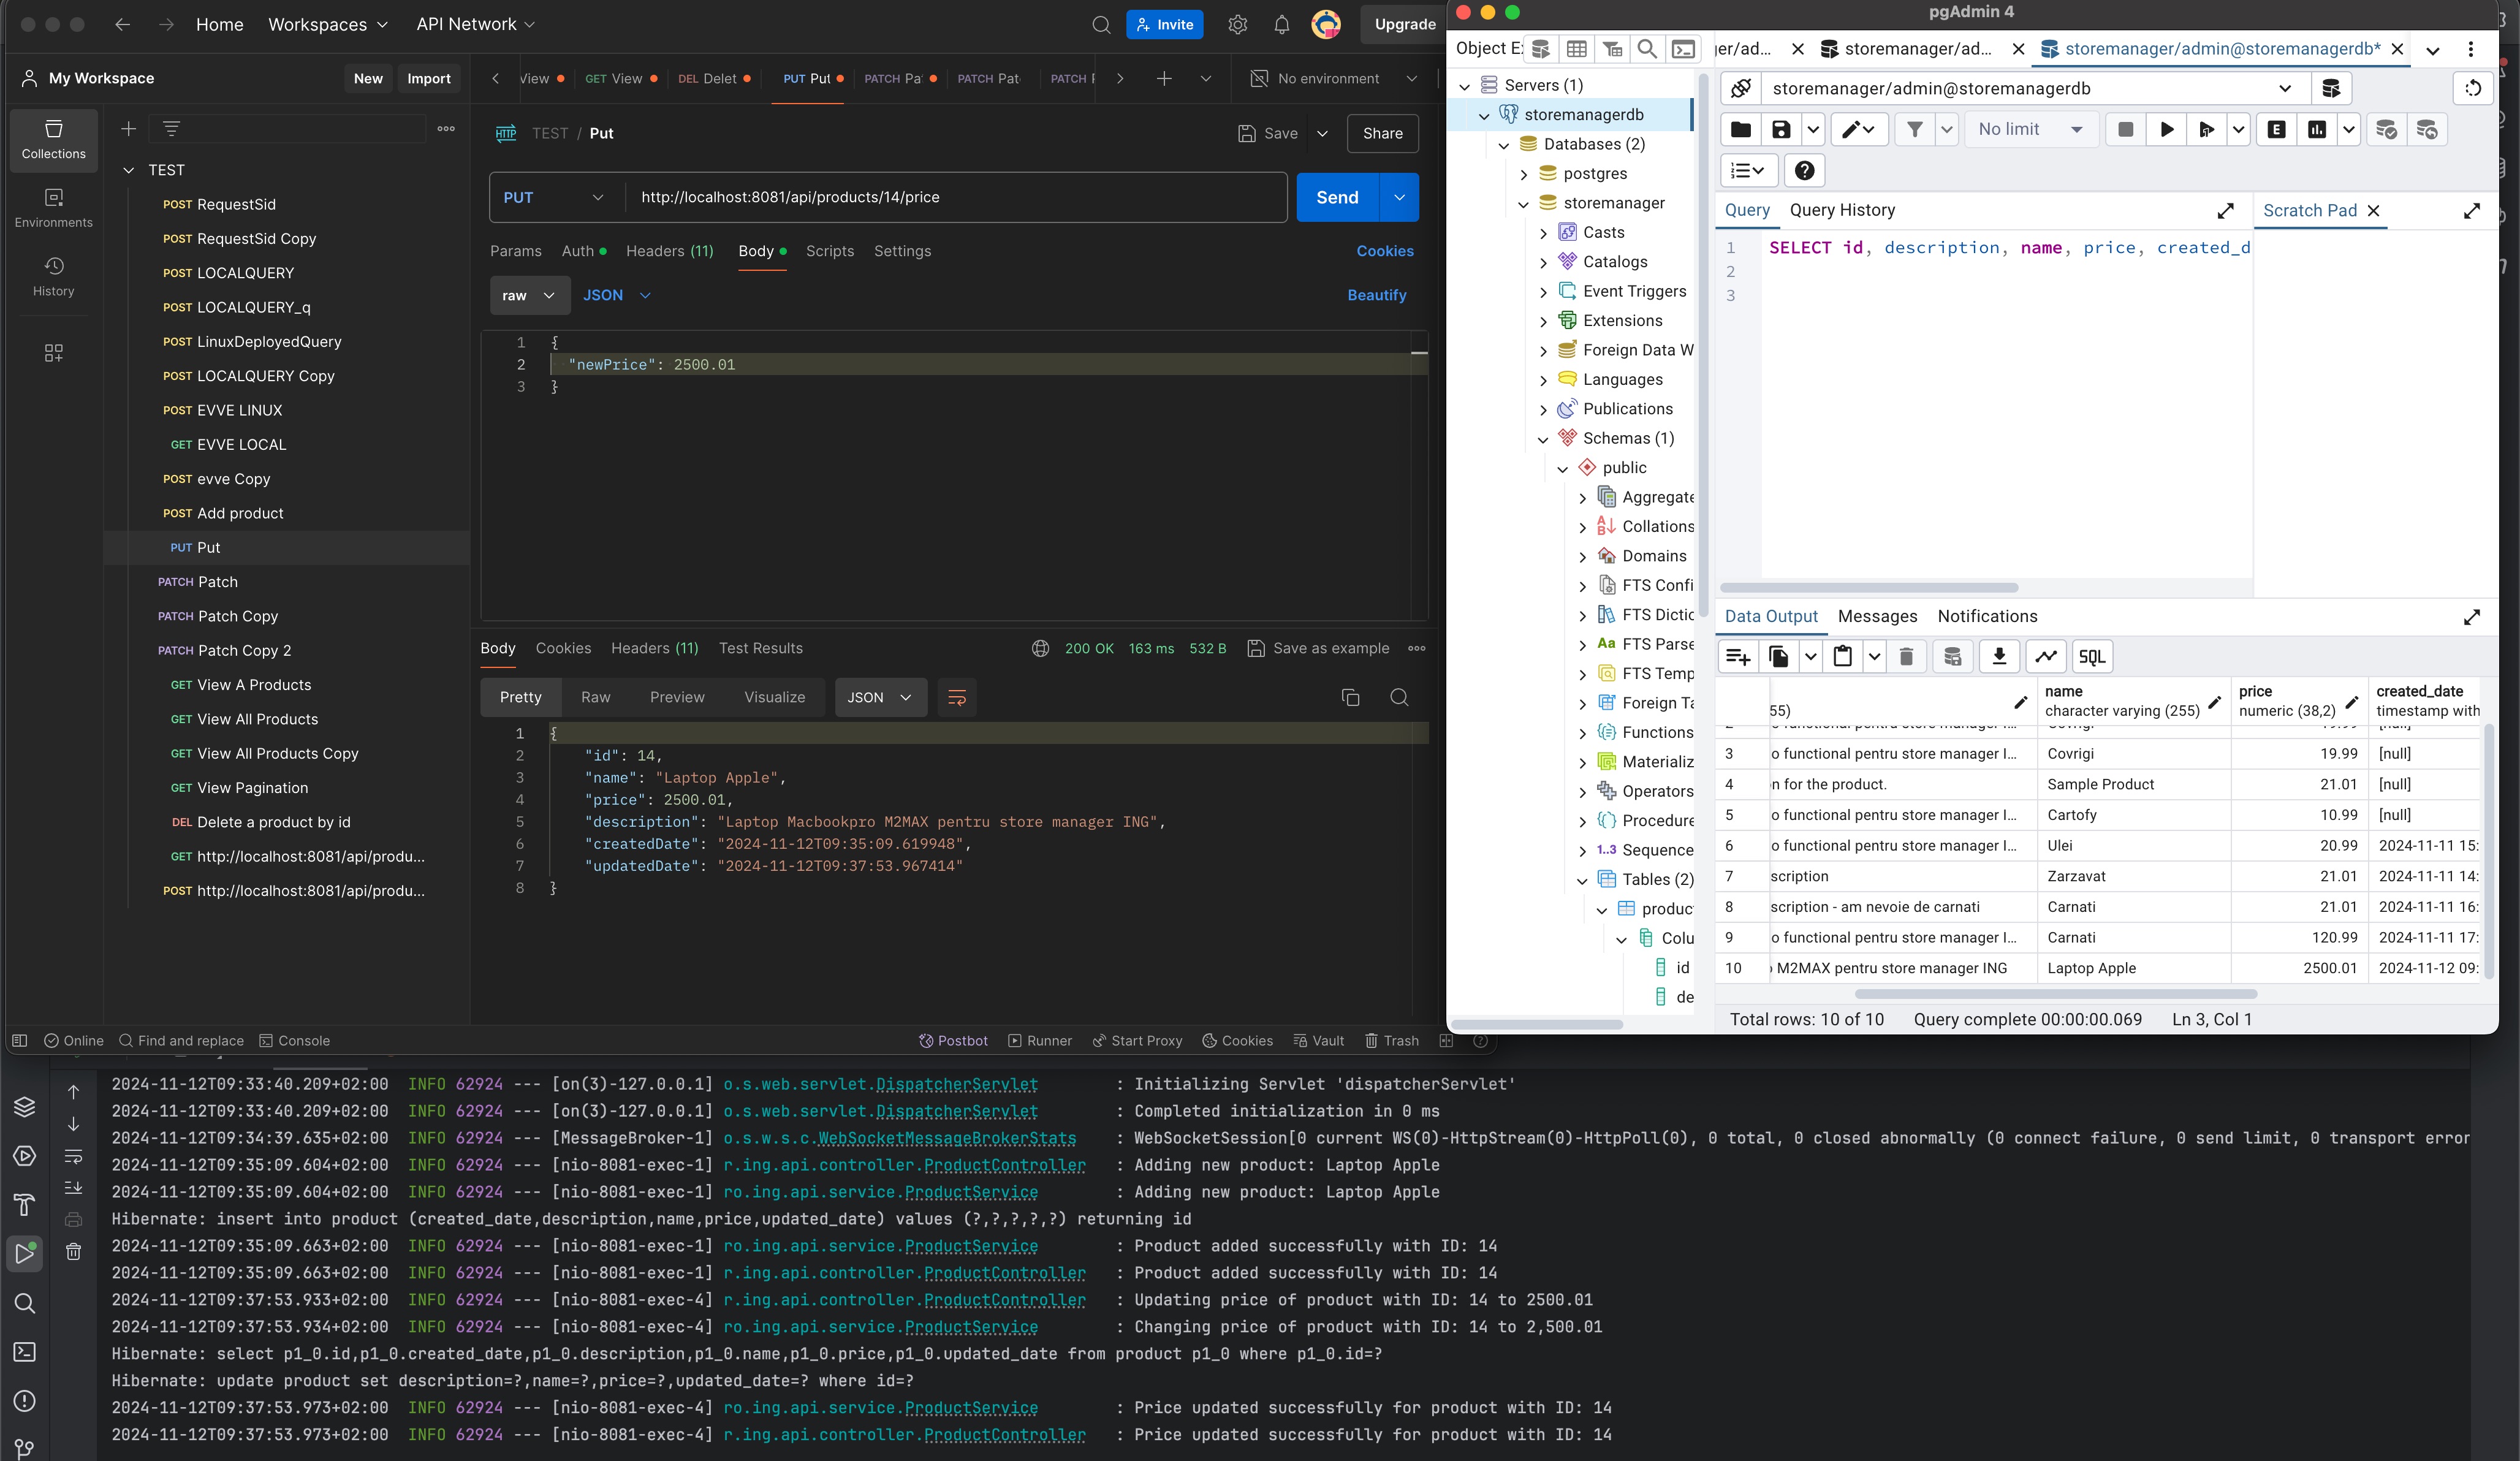 Home
Workspaces
API Network
Invite
Upgrade
My Workspace
New
Import
View
GET View
DEL Delet
PUT Put
PATCH Pa
PATCH Pat
PATCH
No environment
Collections
Environments
History
TEST
POST RequestSid
POST RequestSid Copy
POST LOCALQUERY
POST LOCALQUERY_q
POST LinuxDeployedQuery
POST LOCALQUERY Copy
POST EVVE LINUX
GET EVVE LOCAL
POST evve Copy
POST Add product
PUT Put
PATCH Patch
PATCH Patch Copy
PATCH Patch Copy 2
GET View A Products
GET View All Products
GET View All Products Copy
GET View Pagination
DEL Delete a product by id
GET http://localhost:8081/api/produ...
POST http://localhost:8081/api/produ...
HTTP TEST / Put
Save
Share
PUT
http://localhost:8081/api/products/14/price
Send
Params
Auth
Headers (11)
Body
Scripts
Settings
Cookies
raw
JSON
Beautify
1 {
2 "newPrice": 2500.01
3 }
Body
Cookies
Headers (11)
Test Results
200 OK
163 ms
532 B
Save as example
Pretty
Raw
Preview
Visualize
JSON
1 {
2 "id": 14,
3 "name": "Laptop Apple",
4 "price": 2500.01,
5 "description": "Laptop Macbookpro M2MAX pentru store manager ING",
6 "createdDate": "2024-11-12T09:35:09.619948",
7 "updatedDate": "2024-11-12T09:37:53.967414"
8 }
Online
Find and replace
Console
Postbot
Runner
Start Proxy
Cookies
Vault
Trash
pgAdmin 4
Object E
jer/ad...
storemanager/ad...
storemanager/admin@storemanagerdb*
storemanager/admin@storemanagerdb
No limit
Servers (1)
storemanagerdb
Databases (2)
postgres
storemanager
Casts
Catalogs
Event Triggers
Extensions
Foreign Data W
Languages
Publications
Schemas (1)
public
Aggregate
Collations
Domains
FTS Confi
FTS Dictic
Aa FTS Parse
FTS Temp
Foreign Ta
Functions
Materializ
Operators
Procedure
1..3 Sequence
Tables (2)
produc
Colu
id
de
Query
Query History
Scratch Pad
1 SELECT id, description, name, price, created_d
2
3
Data Output
Messages
Notifications
SQL
55)
name
character varying (255)
price
numeric (38,2)
created_date
timestamp with
3 o functional pentru store manager I... Covrigi 19.99 [null]
4 n for the product. Sample Product 21.01 [null]
5 o functional pentru store manager I... Cartofy 10.99 [null]
6 o functional pentru store manager I... Ulei 20.99 2024-11-11 15:
7 scription Zarzavat 21.01 2024-11-11 14:
8 scription - am nevoie de carnati Carnati 21.01 2024-11-11 16:
9 o functional pentru store manager I... Carnati 120.99 2024-11-11 17:
10 M2MAX pentru store manager ING Laptop Apple 2500.01 2024-11-12 09:
Total rows: 10 of 10
Query complete 00:00:00.069
Ln 3, Col 1
2024-11-12T09:33:40.209+02:00 INFO 62924 --- [on(3)-127.0.0.1] o.s.web.servlet.DispatcherServlet : Initializing Servlet 'dispatcherServlet'
2024-11-12T09:33:40.209+02:00 INFO 62924 --- [on(3)-127.0.0.1] o.s.web.servlet.DispatcherServlet : Completed initialization in 0 ms
2024-11-12T09:34:39.635+02:00 INFO 62924 --- [MessageBroker-1] o.s.w.s.c.WebSocketMessageBrokerStats : WebSocketSession[0 current WS(0)-HttpStream(0)-HttpPoll(0), 0 total, 0 closed abnormally (0 connect failure, 0 send limit, 0 transport error
2024-11-12T09:35:09.604+02:00 INFO 62924 --- [nio-8081-exec-1] r.ing.api.controller.ProductController : Adding new product: Laptop Apple
2024-11-12T09:35:09.604+02:00 INFO 62924 --- [nio-8081-exec-1] ro.ing.api.service.ProductService : Adding new product: Laptop Apple
Hibernate: insert into product (created_date,description,name,price,updated_date) values (?,?,?,?,?) returning id
2024-11-12T09:35:09.663+02:00 INFO 62924 --- [nio-8081-exec-1] ro.ing.api.service.ProductService : Product added successfully with ID: 14
2024-11-12T09:35:09.663+02:00 INFO 62924 --- [nio-8081-exec-1] r.ing.api.controller.ProductController : Product added successfully with ID: 14
2024-11-12T09:37:53.933+02:00 INFO 62924 --- [nio-8081-exec-4] r.ing.api.controller.ProductController : Updating price of product with ID: 14 to 2500.01
2024-11-12T09:37:53.934+02:00 INFO 62924 --- [nio-8081-exec-4] ro.ing.api.service.ProductService : Changing price of product with ID: 14 to 2,500.01
Hibernate: select p1_0.id,p1_0.created_date,p1_0.description,p1_0.name,p1_0.price,p1_0.updated_date from product p1_0 where p1_0.id=?
Hibernate: update product set description=?,name=?,price=?,updated_date=? where id=?
2024-11-12T09:37:53.973+02:00 INFO 62924 --- [nio-8081-exec-4] ro.ing.api.service.ProductService : Price updated successfully for product with ID: 14
2024-11-12T09:37:53.973+02:00 INFO 62924 --- [nio-8081-exec-4] r.ing.api.controller.ProductController : Price updated successfully for product with ID: 14